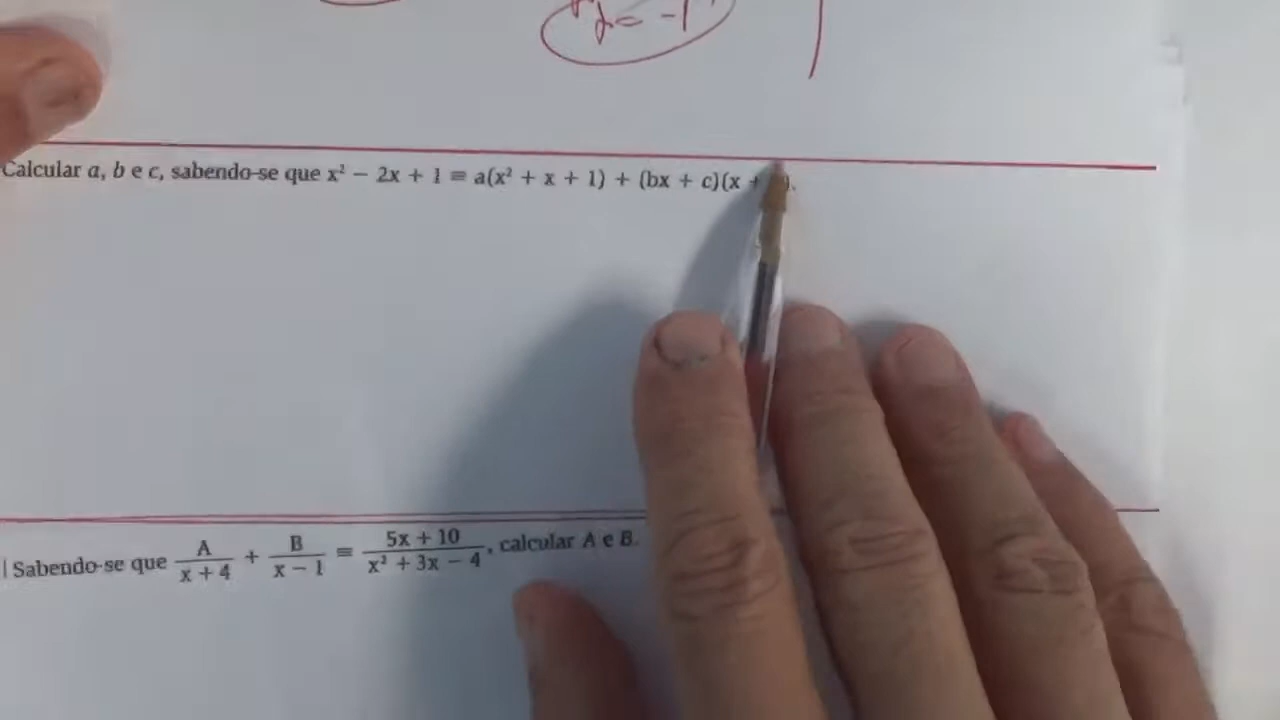 y = -1
Calcular a, b e c, sabendo-se que x² − 2x + 1 ≡ a(x² + x + 1) + (bx + c)(x + ).
Sabendo-se que A/(x + 4) + B/(x − 1) ≡ (5x + 10)/(x² + 3x − 4), calcular A e B.